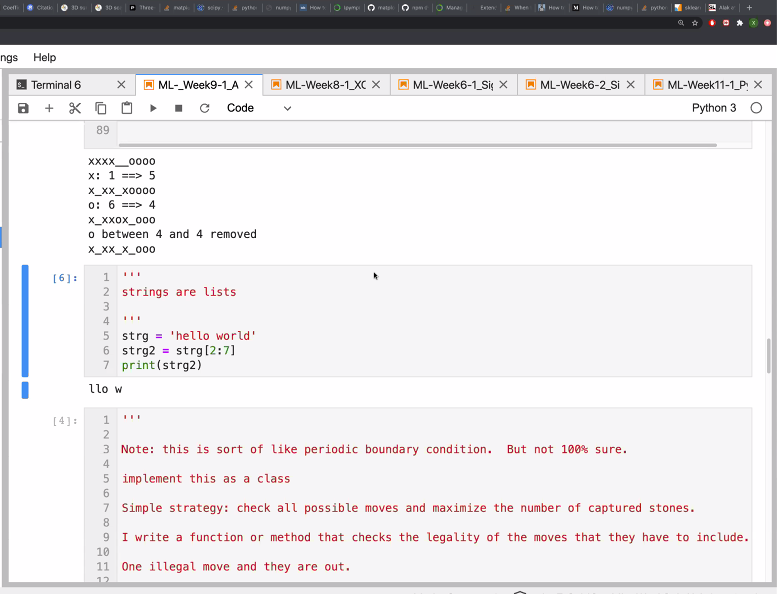 ngs Help
Terminal 6 ML-_Week9-1_A ML-Week8-1_XC ML-Week6-1_Sig ML-Week6-2_Si ML-Week11-1_Py
Code Python 3
89
xxxx__oooo
x: 1 ==> 5
x_xx_xoooo
o: 6 ==> 4
x_xxox_ooo
o between 4 and 4 removed
x_xx_x_ooo
[6]: 1 '''
2 strings are lists
3
4 '''
5 strg = 'hello world'
6 strg2 = strg[2:7]
7 print(strg2)
llo w
[4]: 1 '''
2
3 Note: this is sort of like periodic boundary condition.  But not 100% sure.
4
5 implement this as a class
6
7 Simple strategy: check all possible moves and maximize the number of captured stones.
8
9 I write a function or method that checks the legality of the moves that they have to include.
10
11 One illegal move and they are out.
12